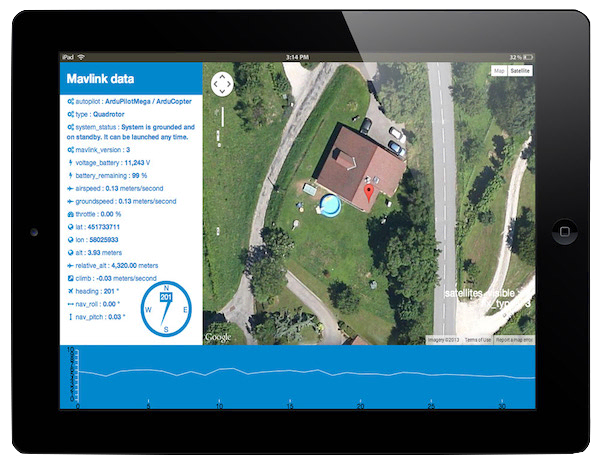 iPad
3:14 PM
32 %
Mavlink data
autopilot : ArduPilotMega / ArduCopter
type : Quadrotor
system_status : System is grounded and
on standby. It can be launched any time.
mavlink_version : 3
voltage_battery : 11,243 V
battery_remaining : 99 %
airspeed : 0.13 meters/second
groundspeed : 0.13 meters/second
throttle : 0.00 %
lat : 451733711
lon : 58025933
alt : 3.93 meters
relative_alt : 4,320.00 meters
climb : -0.03 meters/second
heading : 201 °
nav_roll : 0.00 °
nav_pitch : 0.03 °
N
201
W E
S
Map Satellite
satellites_visible
3
Google
Imagery ©2013 Terms of Use Report a map error
0 5 10 15 20 25 30